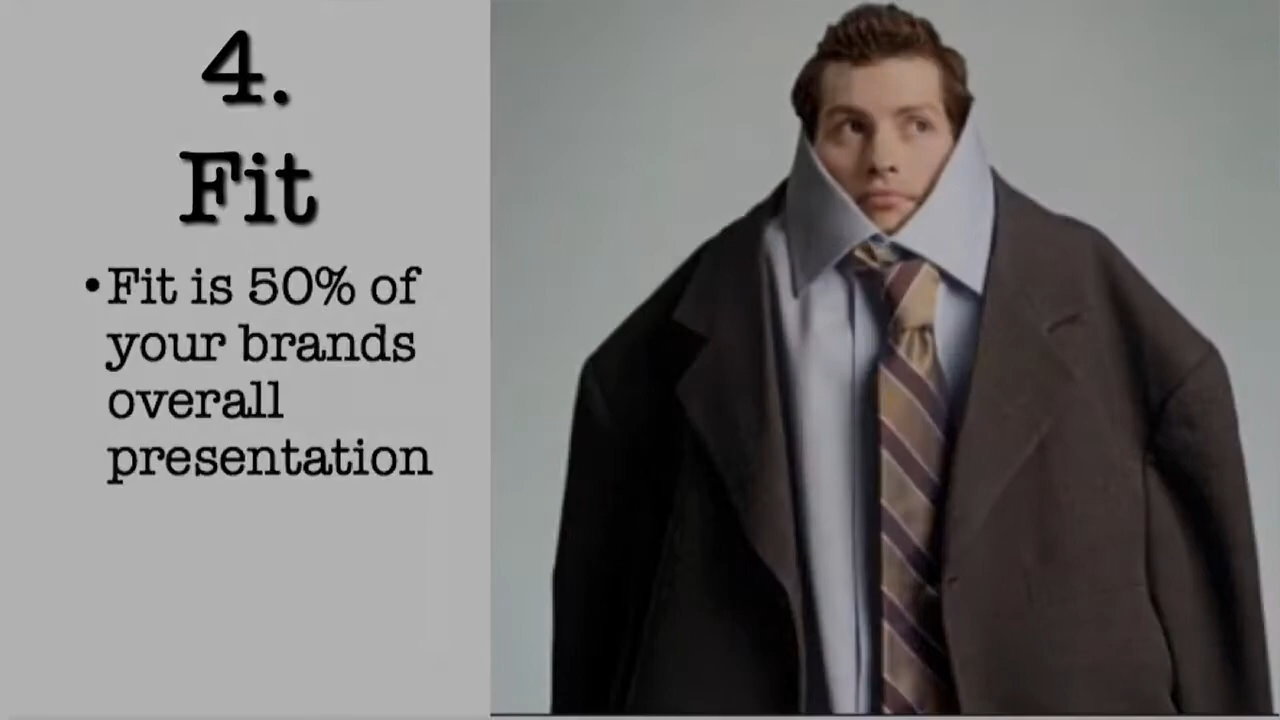 4.
Fit
•Fit is 50% of
your brands
overall
presentation